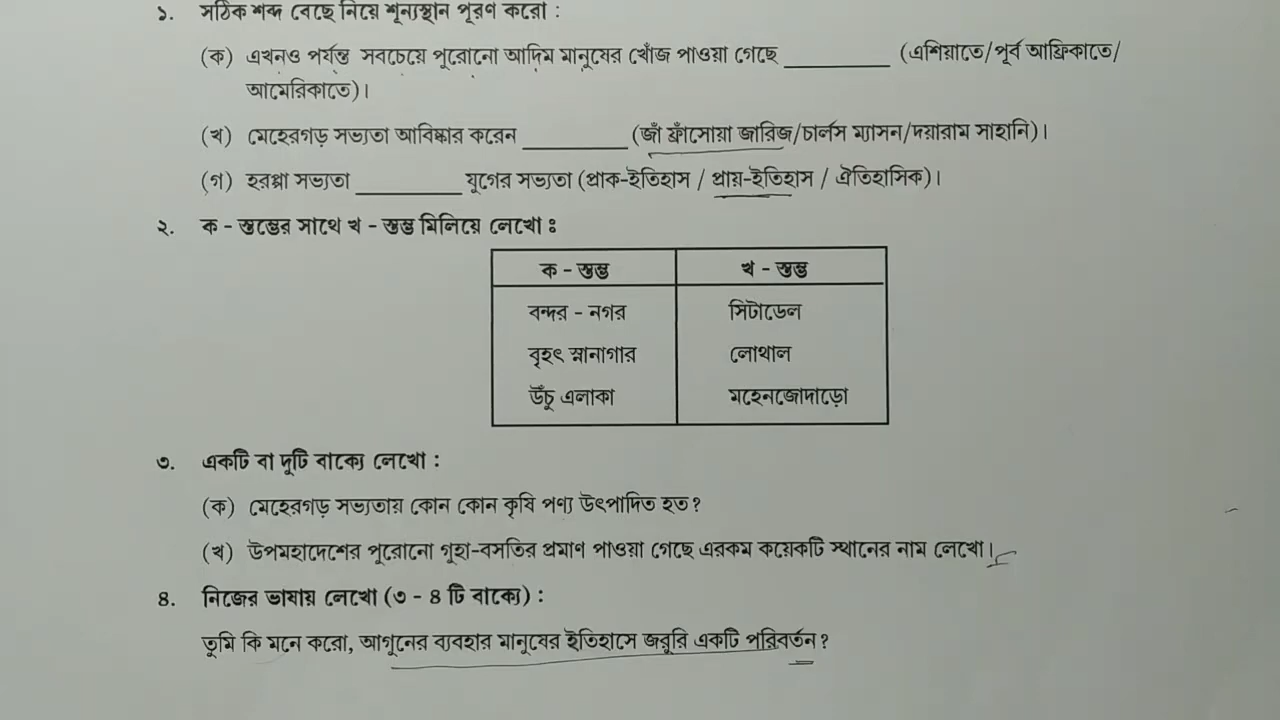 ১. সঠিক শব্দ বেছে নিয়ে শূন্যস্থান পূরণ করো :
(ক) এখনও পর্যন্ত সবচেয়ে পুরোনো আদিম মানুষের খোঁজ পাওয়া গেছে __________ (এশিয়াতে/পূর্ব আফ্রিকাতে/
আমেরিকাতে)।
(খ) মেহেরগড় সভ্যতা আবিষ্কার করেন __________ (জাঁ ফ্রাঁসোয়া জারিজ/চার্লস ম্যাসন/দয়ারাম সাহানি)।
(গ) হরপ্পা সভ্যতা __________ যুগের সভ্যতা (প্রাক-ইতিহাস / প্রায়-ইতিহাস / ঐতিহাসিক)।
২. ক - স্তম্ভের সাথে খ - স্তম্ভ মিলিয়ে লেখো ঃ
ক - স্তম্ভ খ - স্তম্ভ
বন্দর - নগর সিটাডেল
বৃহৎ স্নানাগার লোথাল
উঁচু এলাকা মহেনজোদাড়ো
৩. একটি বা দুটি বাক্যে লেখো :
(ক) মেহেরগড় সভ্যতায় কোন কোন কৃষি পণ্য উৎপাদিত হত?
(খ) উপমহাদেশের পুরোনো গুহা-বসতির প্রমাণ পাওয়া গেছে এরকম কয়েকটি স্থানের নাম লেখো।
৪. নিজের ভাষায় লেখো (৩ - ৪ টি বাক্যে) :
তুমি কি মনে করো, আগুনের ব্যবহার মানুষের ইতিহাসে জরুরি একটি পরিবর্তন?